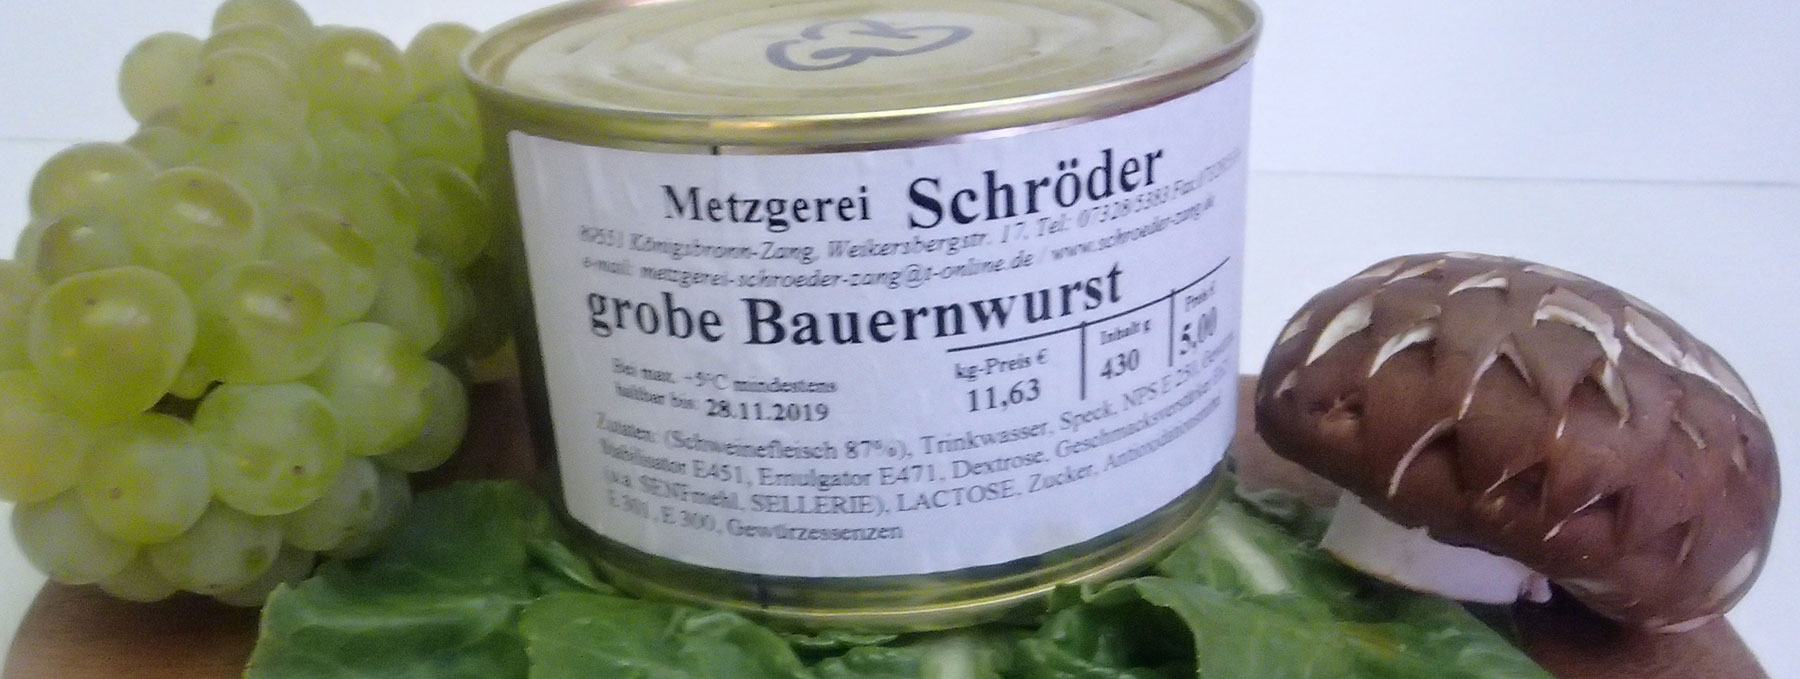 Metzgerei Schröder
89551 Königsbronn-Zang, Weikersbergstr. 17, Tel: 07328/5383 Fax
e-mail: metzgerei-schroeder-zang@t-online.de / www.schroeder-zang.de
grobe Bauernwurst
Bei max. +5°C mindestens
haltbar bis: 28.11.2019
kg-Preis €
11,63
Inhalt g
430
Preis €
5,00
Zutaten: (Schweinefleisch 87%), Trinkwasser, Speck, NPS E 250,
Stabilisator E451, Emulgator E471, Dextrose, Geschmacksverstärker
(u.a. SENFmehl, SELLERIE), LACTOSE, Zucker, Antioxidationsmittel
E 301, E 300, Gewürzessenzen